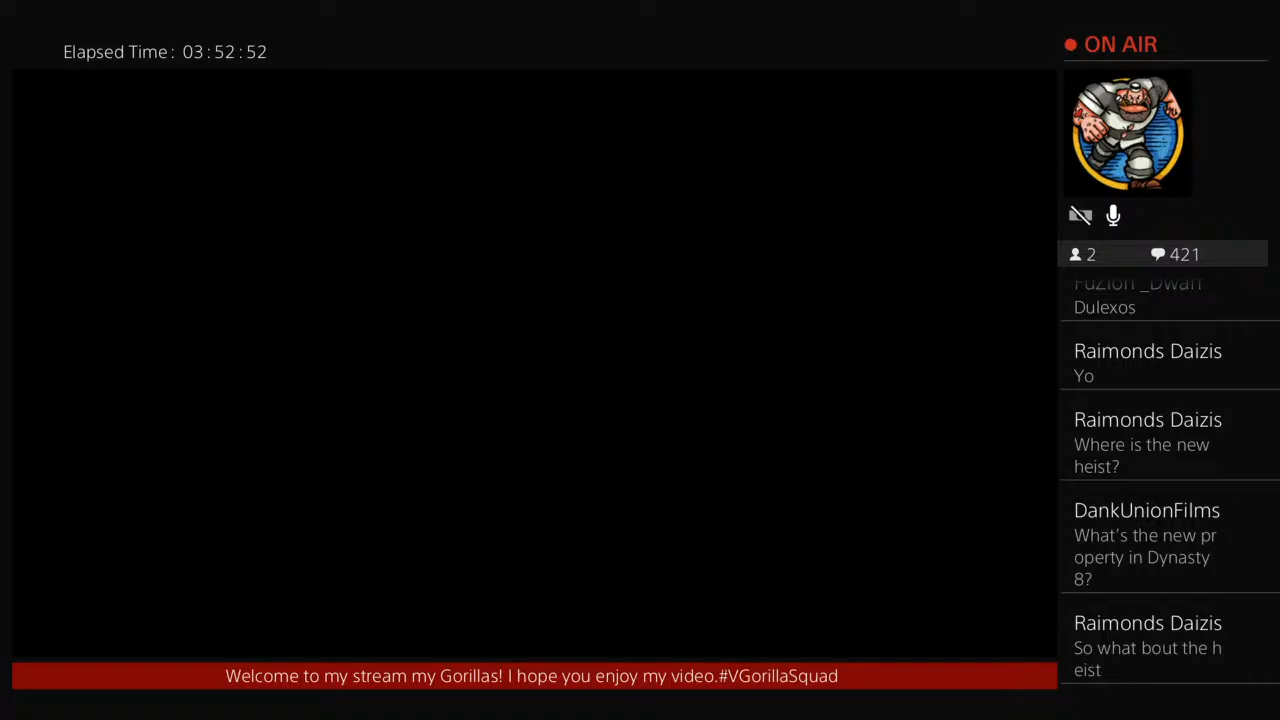 Elapsed Time: 03:52:52
ON AIR
2 421
Fuzion_Dwarf
Dulexos
Raimonds Daizis
Yo
Raimonds Daizis
Where is the new
heist?
DankUnionFilms
What's the new pr
operty in Dynasty
8?
Raimonds Daizis
So what bout the h
eist
Welcome to my stream my Gorillas! I hope you enjoy my video.#VGorillaSquad